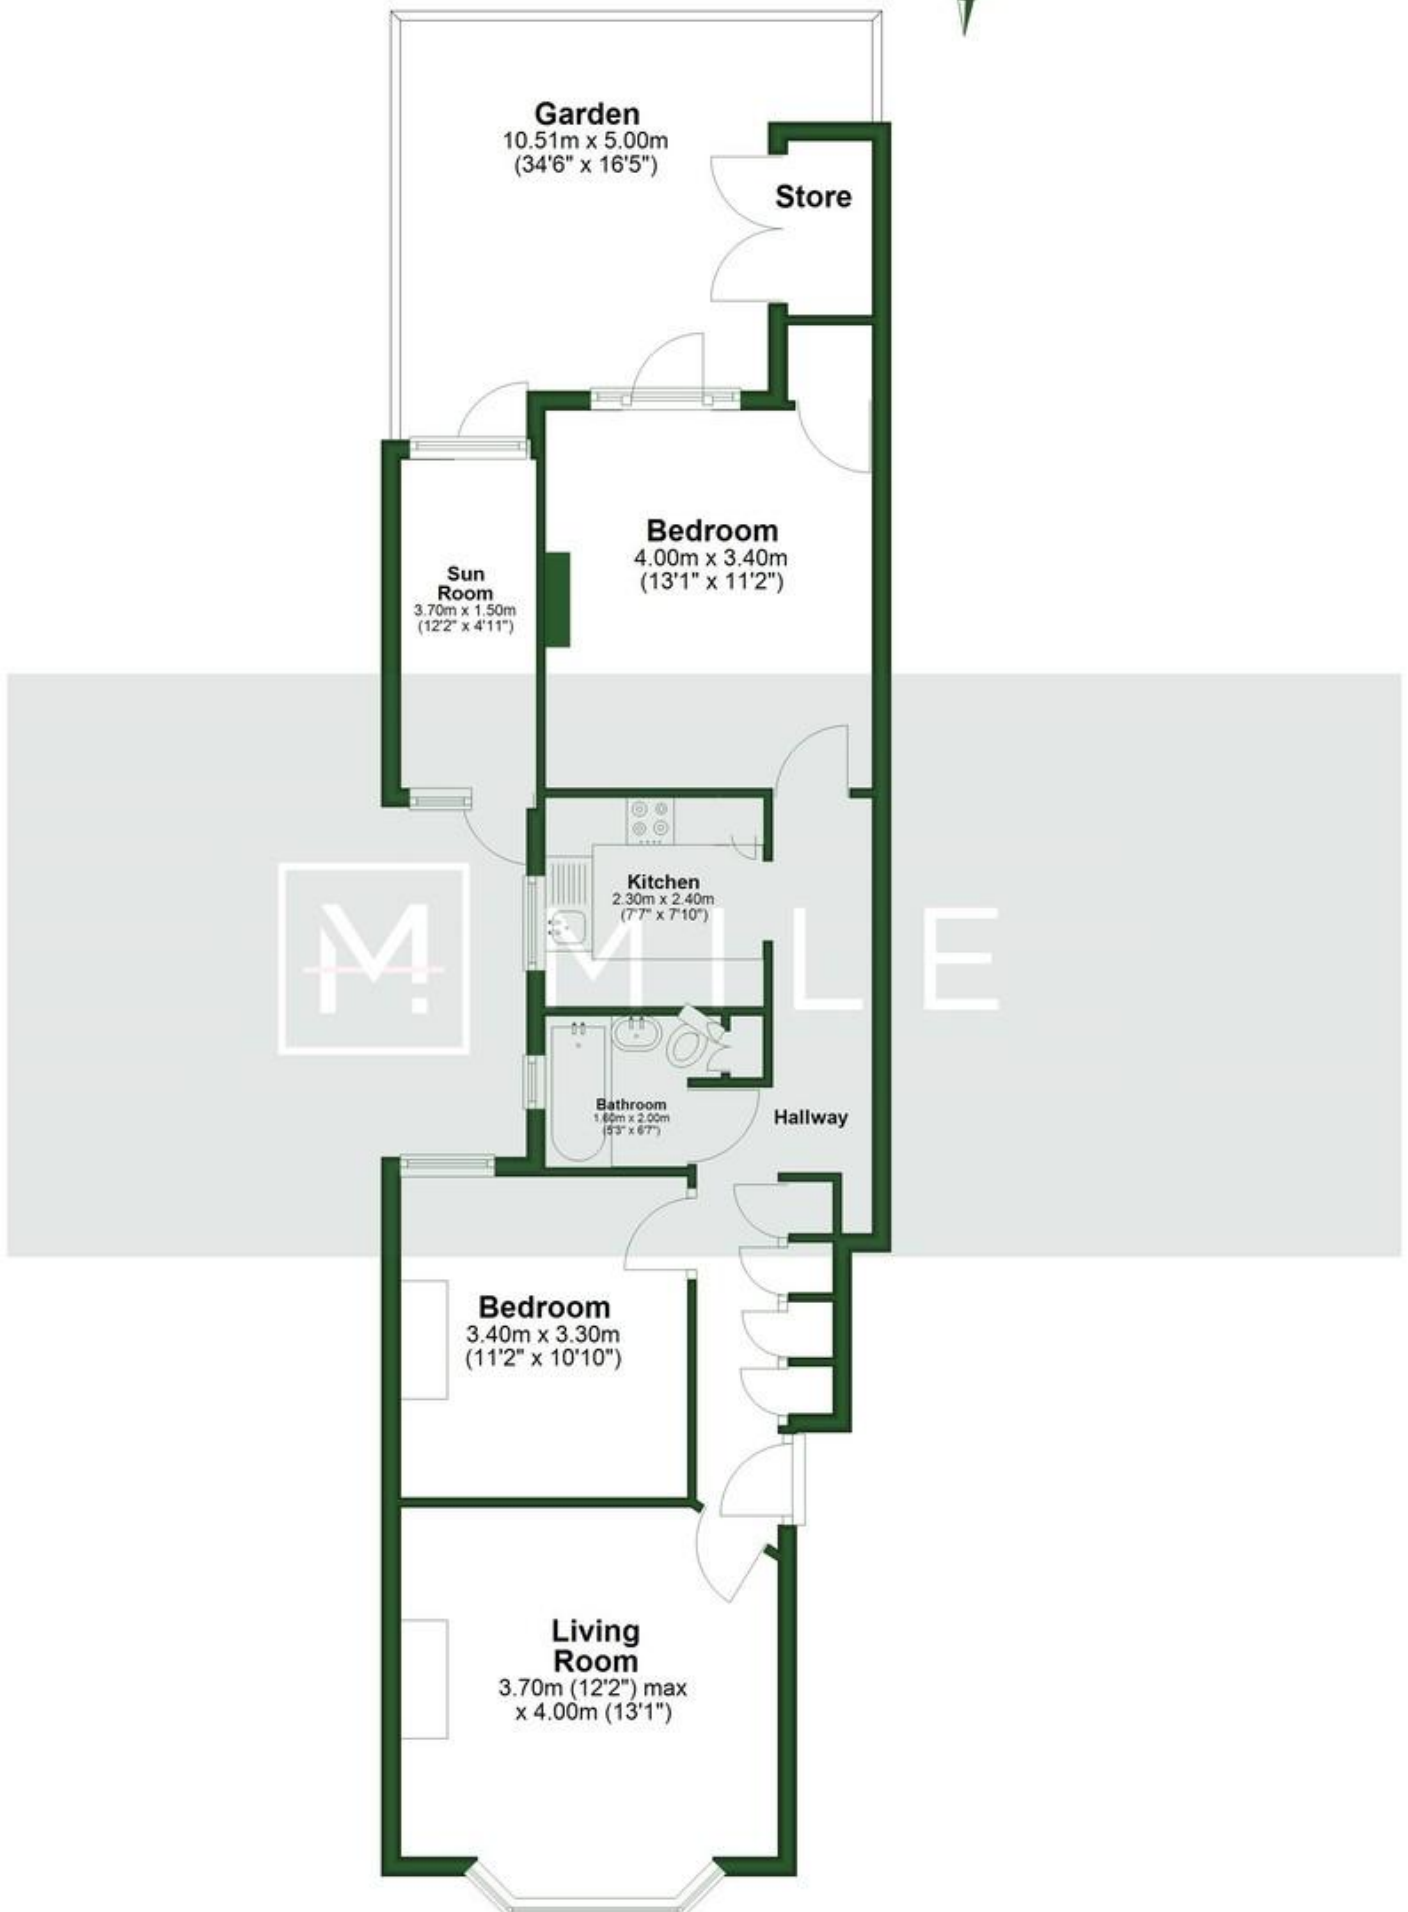 Garden
10.51m x 5.00m
(34'6" x 16'5")
Store
Bedroom
4.00m x 3.40m
(13'1" x 11'2")
Sun
Room
3.70m x 1.50m
(12'2" x 4'11")
Kitchen
2.30m x 2.40m
(7'7" x 7'10")
M MILE
Bathroom
1.60m x 2.00m
(5'3" x 6'7")
Hallway
Bedroom
3.40m x 3.30m
(11'2" x 10'10")
Living
Room
3.70m (12'2") max
x 4.00m (13'1")